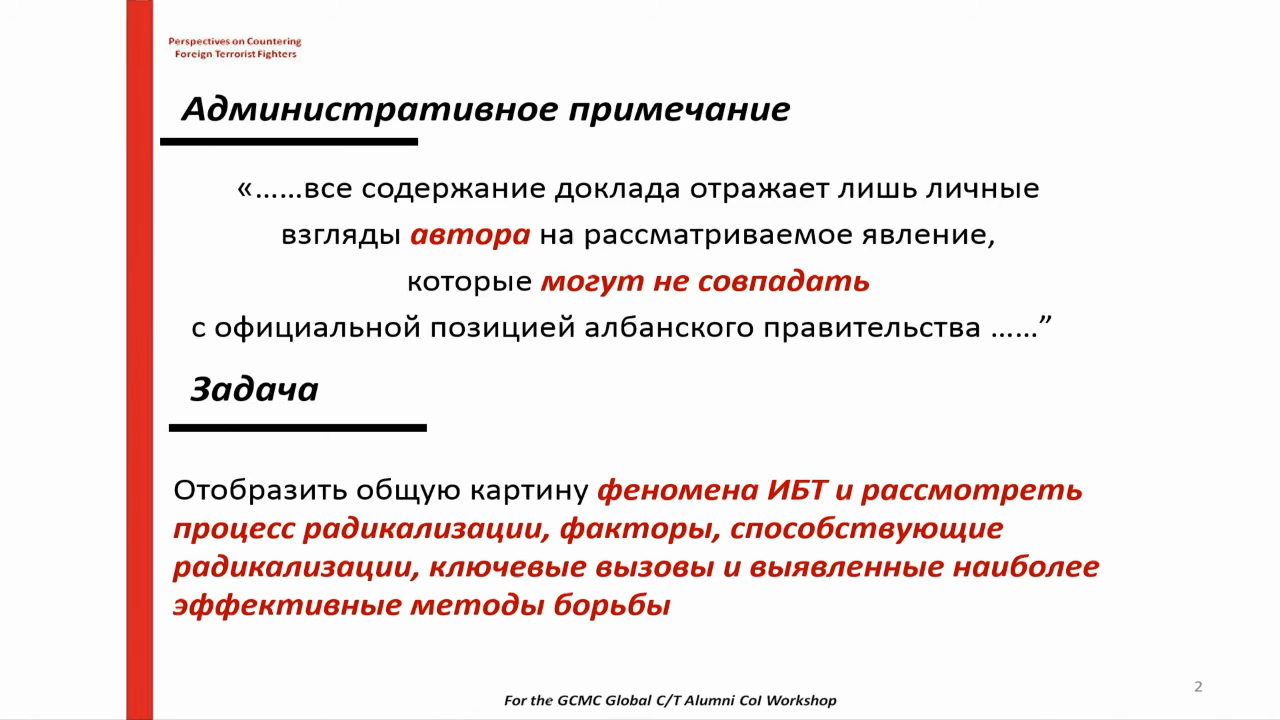 Perspectives on Countering
Foreign Terrorist Fighters
Административное примечание
«……все содержание доклада отражает лишь личные
взгляды автора на рассматриваемое явление,
которые могут не совпадать
с официальной позицией албанского правительства ……”
Задача
Отобразить общую картину феномена ИБТ и рассмотреть
процесс радикализации, факторы, способствующие
радикализации, ключевые вызовы и выявленные наиболее
эффективные методы борьбы
For the GCMC Global C/T Alumni CoI Workshop
2